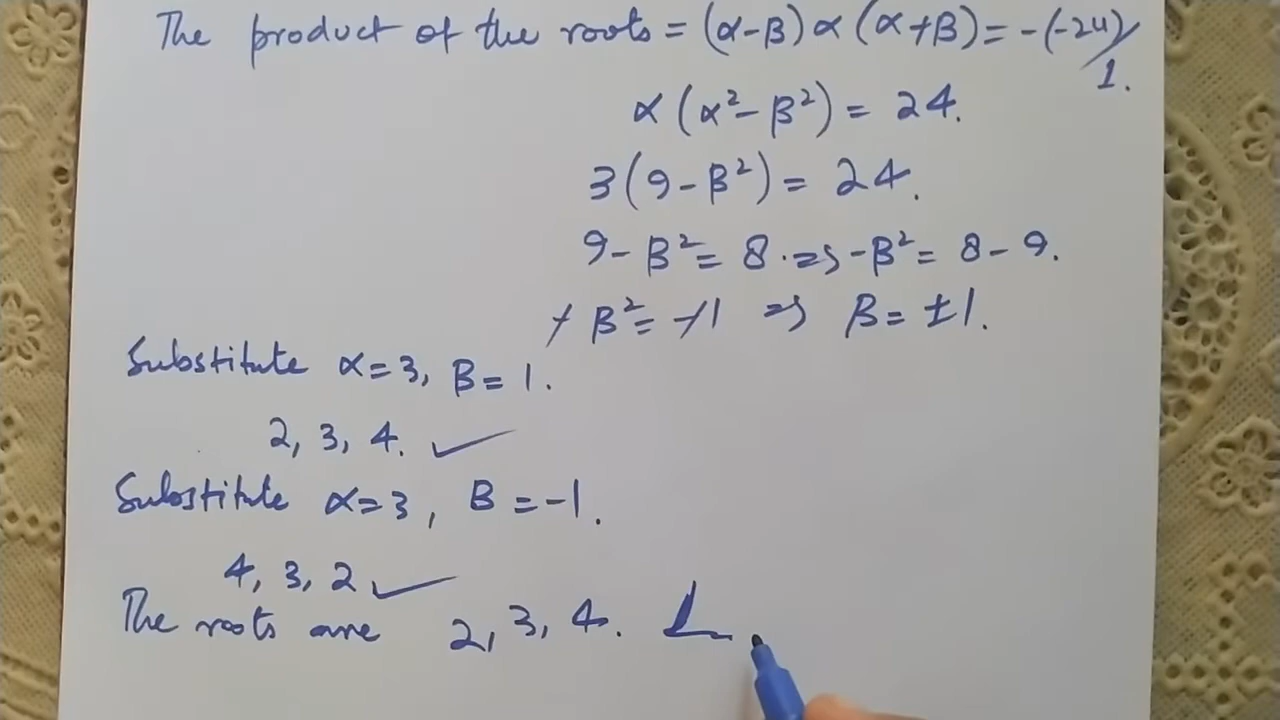 The product of the roots = (α-β) α (α+β) = -(-24)/1.
α (α² - β²) = 24.
3 (9 - β²) = 24.
9 - β² = 8 . ⇒ -β² = 8 - 9.
- β² = -1 ⇒ β = ±1.
Substitute α = 3, β = 1.
2, 3, 4. ✓
Substitute α = 3, β = -1.
4, 3, 2 ✓
The roots are 2, 3, 4.